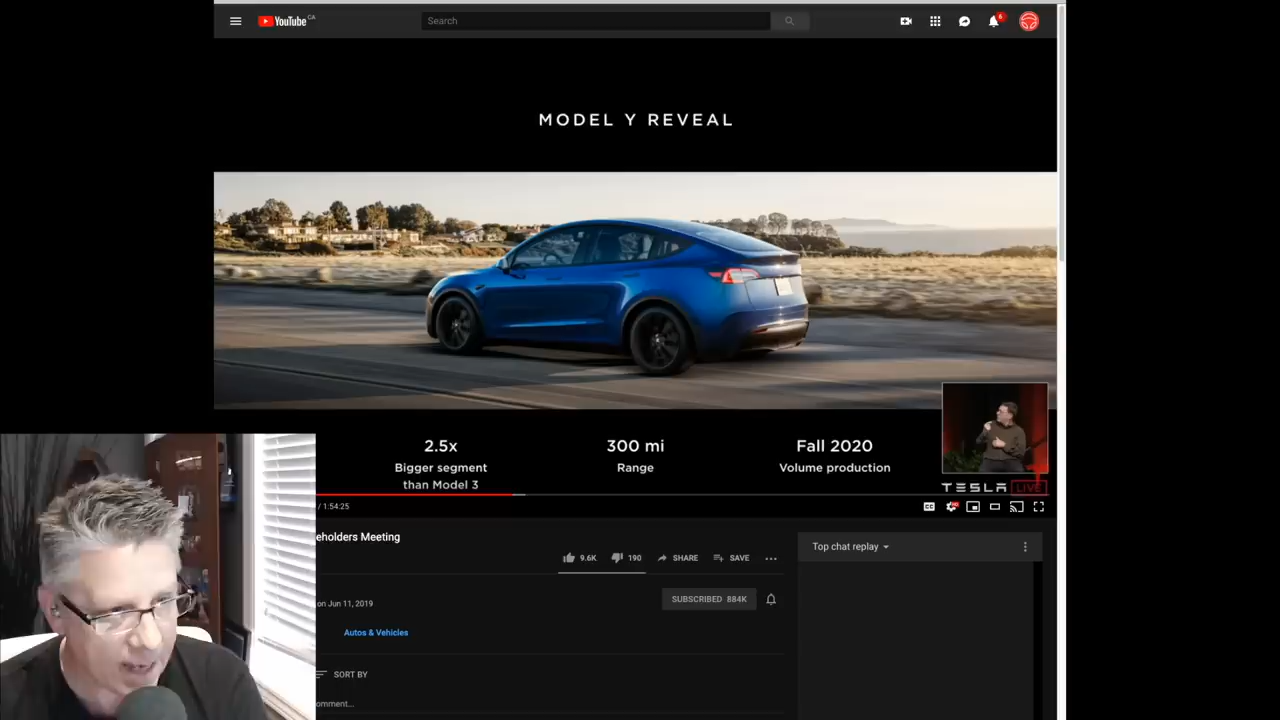 YouTube CA
Search
6
MODEL Y REVEAL
2.5x
Bigger segment
than Model 3
300 mi
Range
Fall 2020
Volume production
TESLA LIVE
/ 1:54:25
CC
eholders Meeting
9.6K
190
SHARE
SAVE
Top chat replay
on Jun 11, 2019
SUBSCRIBED 884K
Autos & Vehicles
SORT BY
omment...